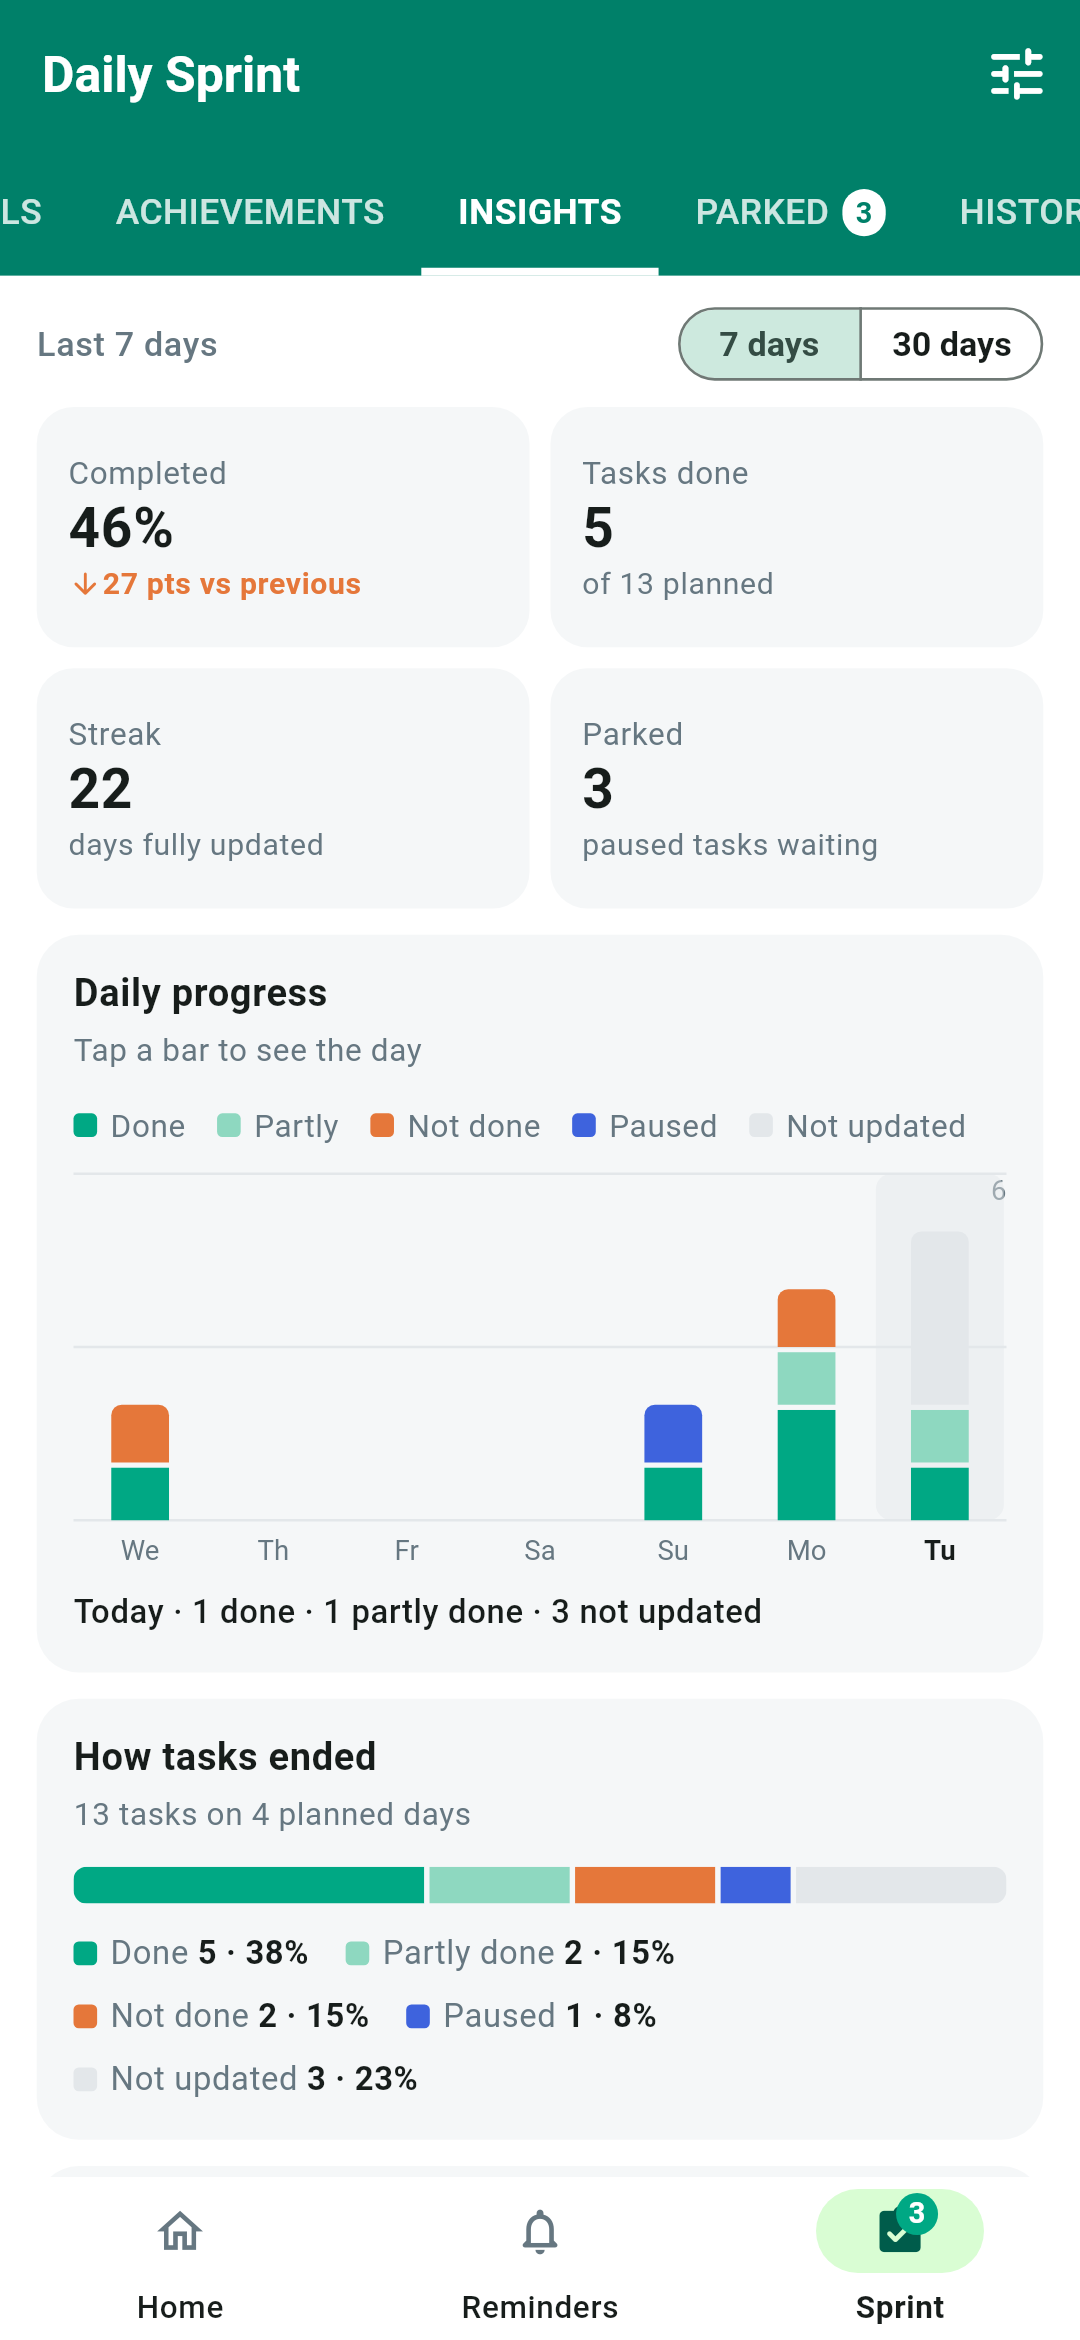 Daily Sprint
LS ACHIEVEMENTS INSIGHTS PARKED 3 HISTOR
Last 7 days 7 days 30 days
Completed
46%
↓27 pts vs previous
Tasks done
5
of 13 planned
Streak
22
days fully updated
Parked
3
paused tasks waiting
Daily progress
Tap a bar to see the day
Done Partly Not done Paused Not updated
6
We Th Fr Sa Su Mo Tu
Today · 1 done · 1 partly done · 3 not updated
How tasks ended
13 tasks on 4 planned days
Done 5 · 38% Partly done 2 · 15%
Not done 2 · 15% Paused 1 · 8%
Not updated 3 · 23%
3
Home Reminders Sprint